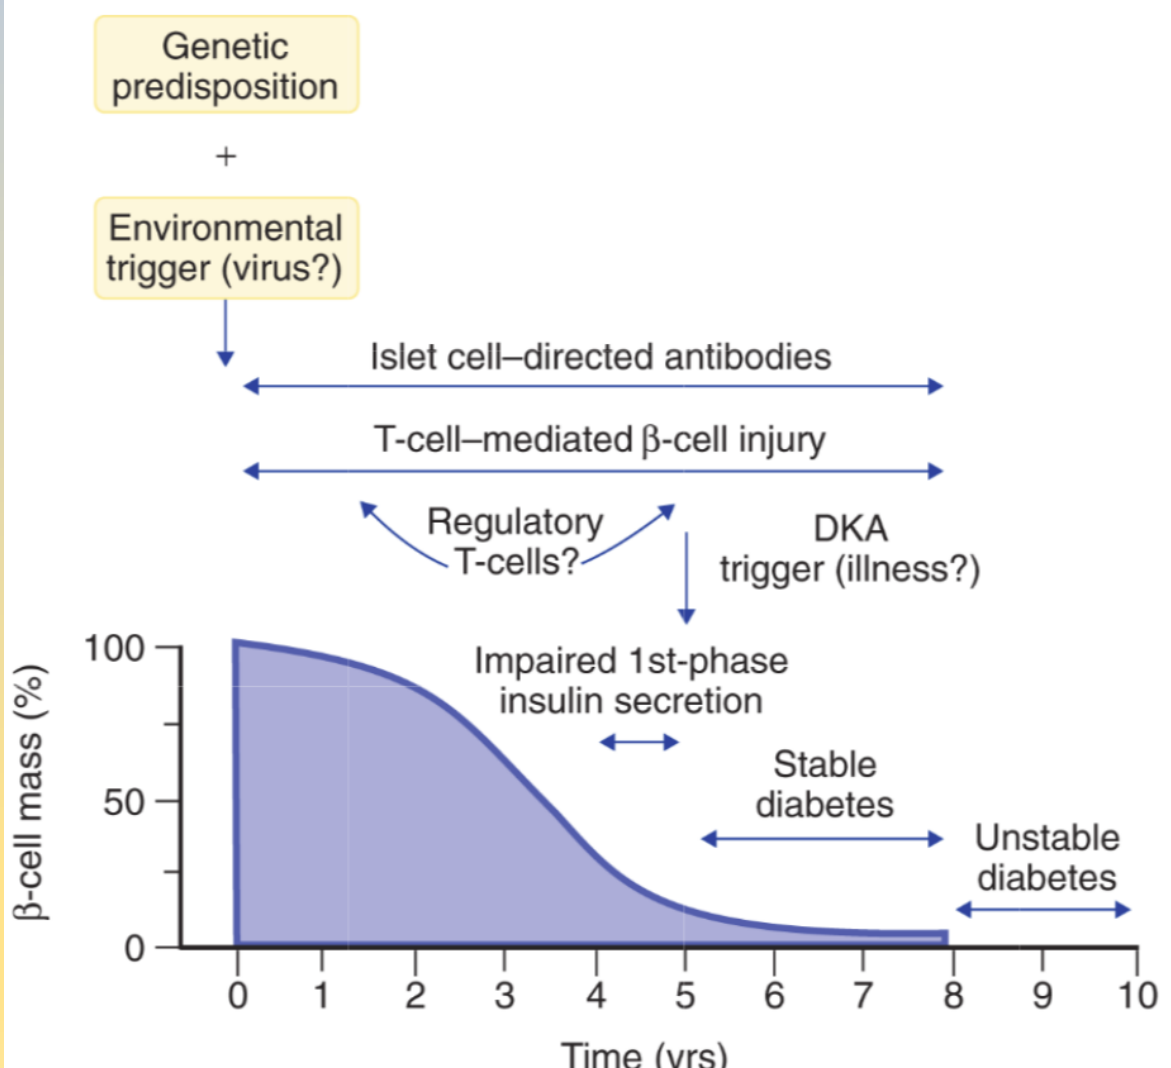 Genetic
predisposition
+
Environmental
trigger (virus?)
Islet cell–directed antibodies
T-cell–mediated β-cell injury
Regulatory
T-cells?
DKA
trigger (illness?)
Impaired 1st-phase
insulin secretion
Stable
diabetes
Unstable
diabetes
β-cell mass (%)
100
50
0
0 1 2 3 4 5 6 7 8 9 10
Time (yrs)